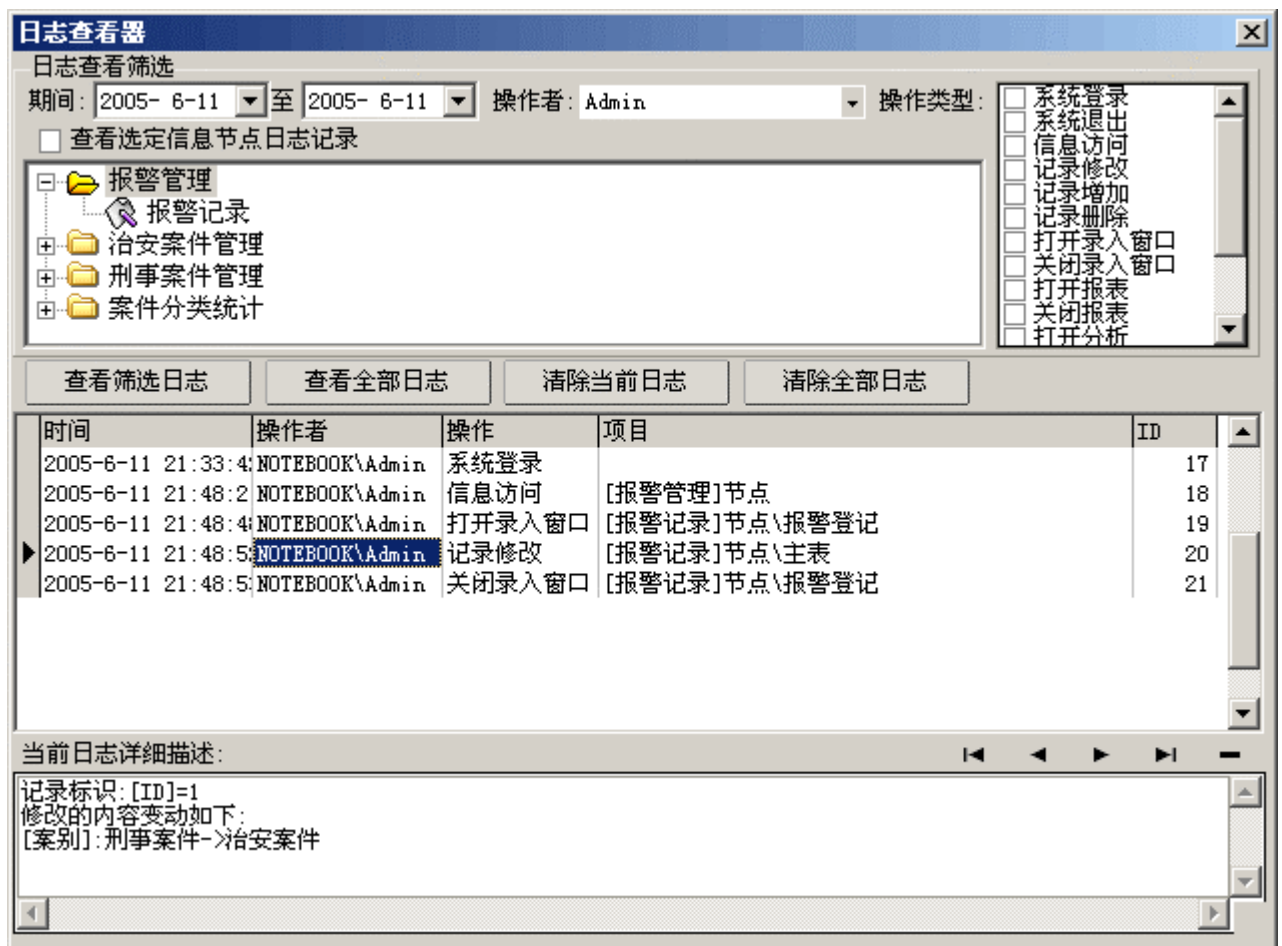 日志查看器
日志查看筛选
期间: 2005- 6-11 至 2005- 6-11 操作者: Admin 操作类型:
系统登录
系统退出
信息访问
记录修改
记录增加
记录删除
打开录入窗口
关闭录入窗口
打开报表
关闭报表
打开分析
查看选定信息节点日志记录
报警管理
报警记录
治安案件管理
刑事案件管理
案件分类统计
查看筛选日志 查看全部日志 清除当前日志 清除全部日志
时间 操作者 操作 项目 ID
2005-6-11 21:33:4 NOTEBOOK\Admin 系统登录 17
2005-6-11 21:48:2 NOTEBOOK\Admin 信息访问 [报警管理]节点 18
2005-6-11 21:48:4 NOTEBOOK\Admin 打开录入窗口 [报警记录]节点\报警登记 19
2005-6-11 21:48:5 NOTEBOOK\Admin 记录修改 [报警记录]节点\主表 20
2005-6-11 21:48:5 NOTEBOOK\Admin 关闭录入窗口 [报警记录]节点\报警登记 21
当前日志详细描述:
记录标识:[ID]=1
修改的内容变动如下:
[案别]:刑事案件->治安案件